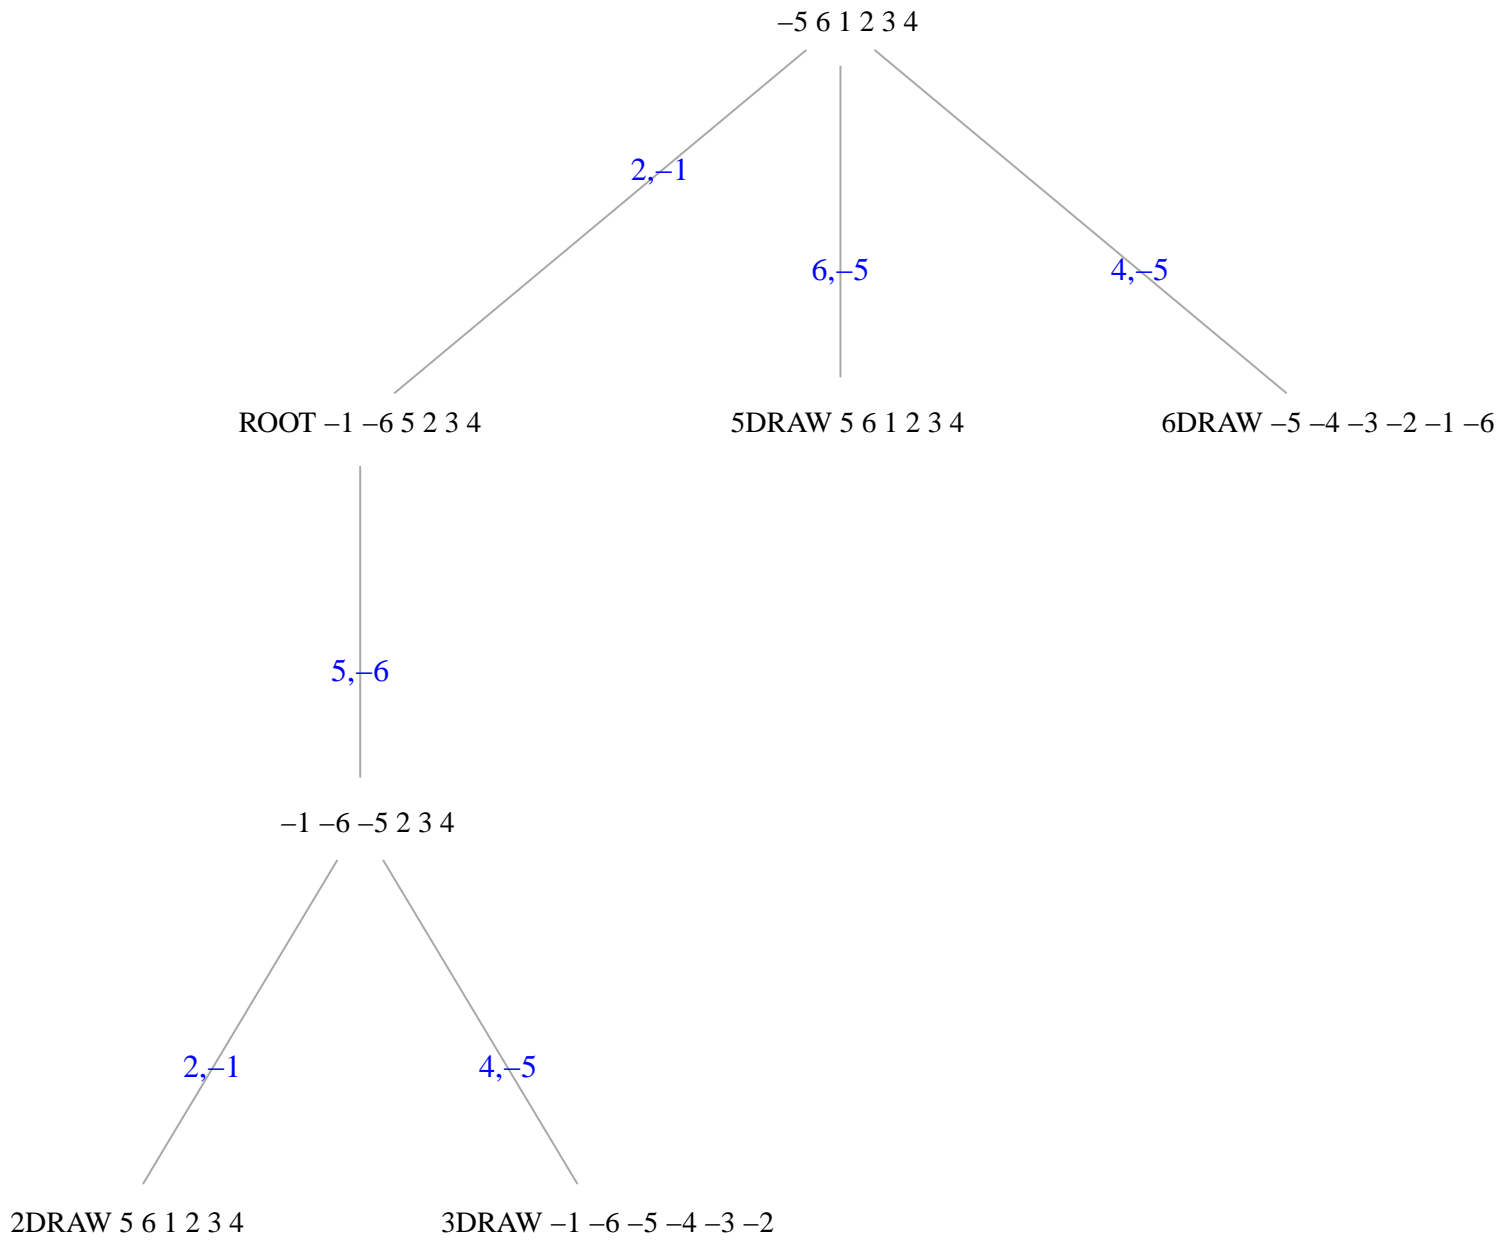 –5 6 1 2 3 4
2,–1
6,–5
4,–5
ROOT –1 –6 5 2 3 4
5DRAW 5 6 1 2 3 4
6DRAW –5 –4 –3 –2 –1 –6
5,–6
–1 –6 –5 2 3 4
2,–1
4,–5
2DRAW 5 6 1 2 3 4
3DRAW –1 –6 –5 –4 –3 –2